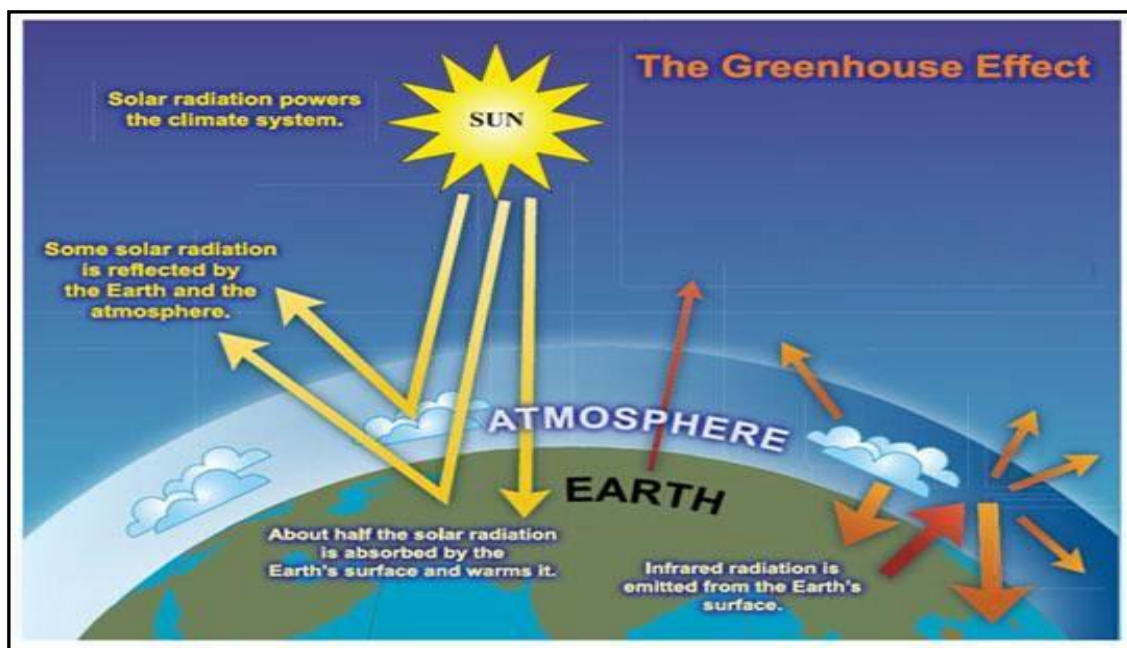 The Greenhouse Effect
Solar radiation powers
the climate system.
SUN
Some solar radiation
is reflected by
the Earth and the
atmosphere.
ATMOSPHERE
EARTH
About half the solar radiation
is absorbed by the
Earth's surface and warms it.
Infrared radiation is
emitted from the Earth's
surface.